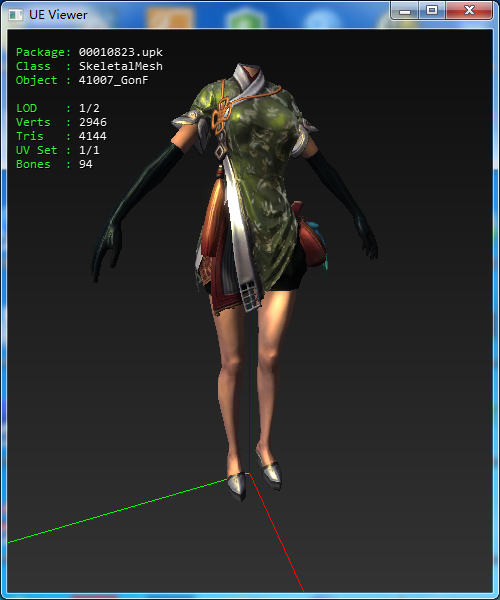 UE Viewer
Package: 00010823.upk
Class : SkeletalMesh
Object : 41007_GonF
LOD : 1/2
Verts : 2946
Tris : 4144
UV Set : 1/1
Bones : 94